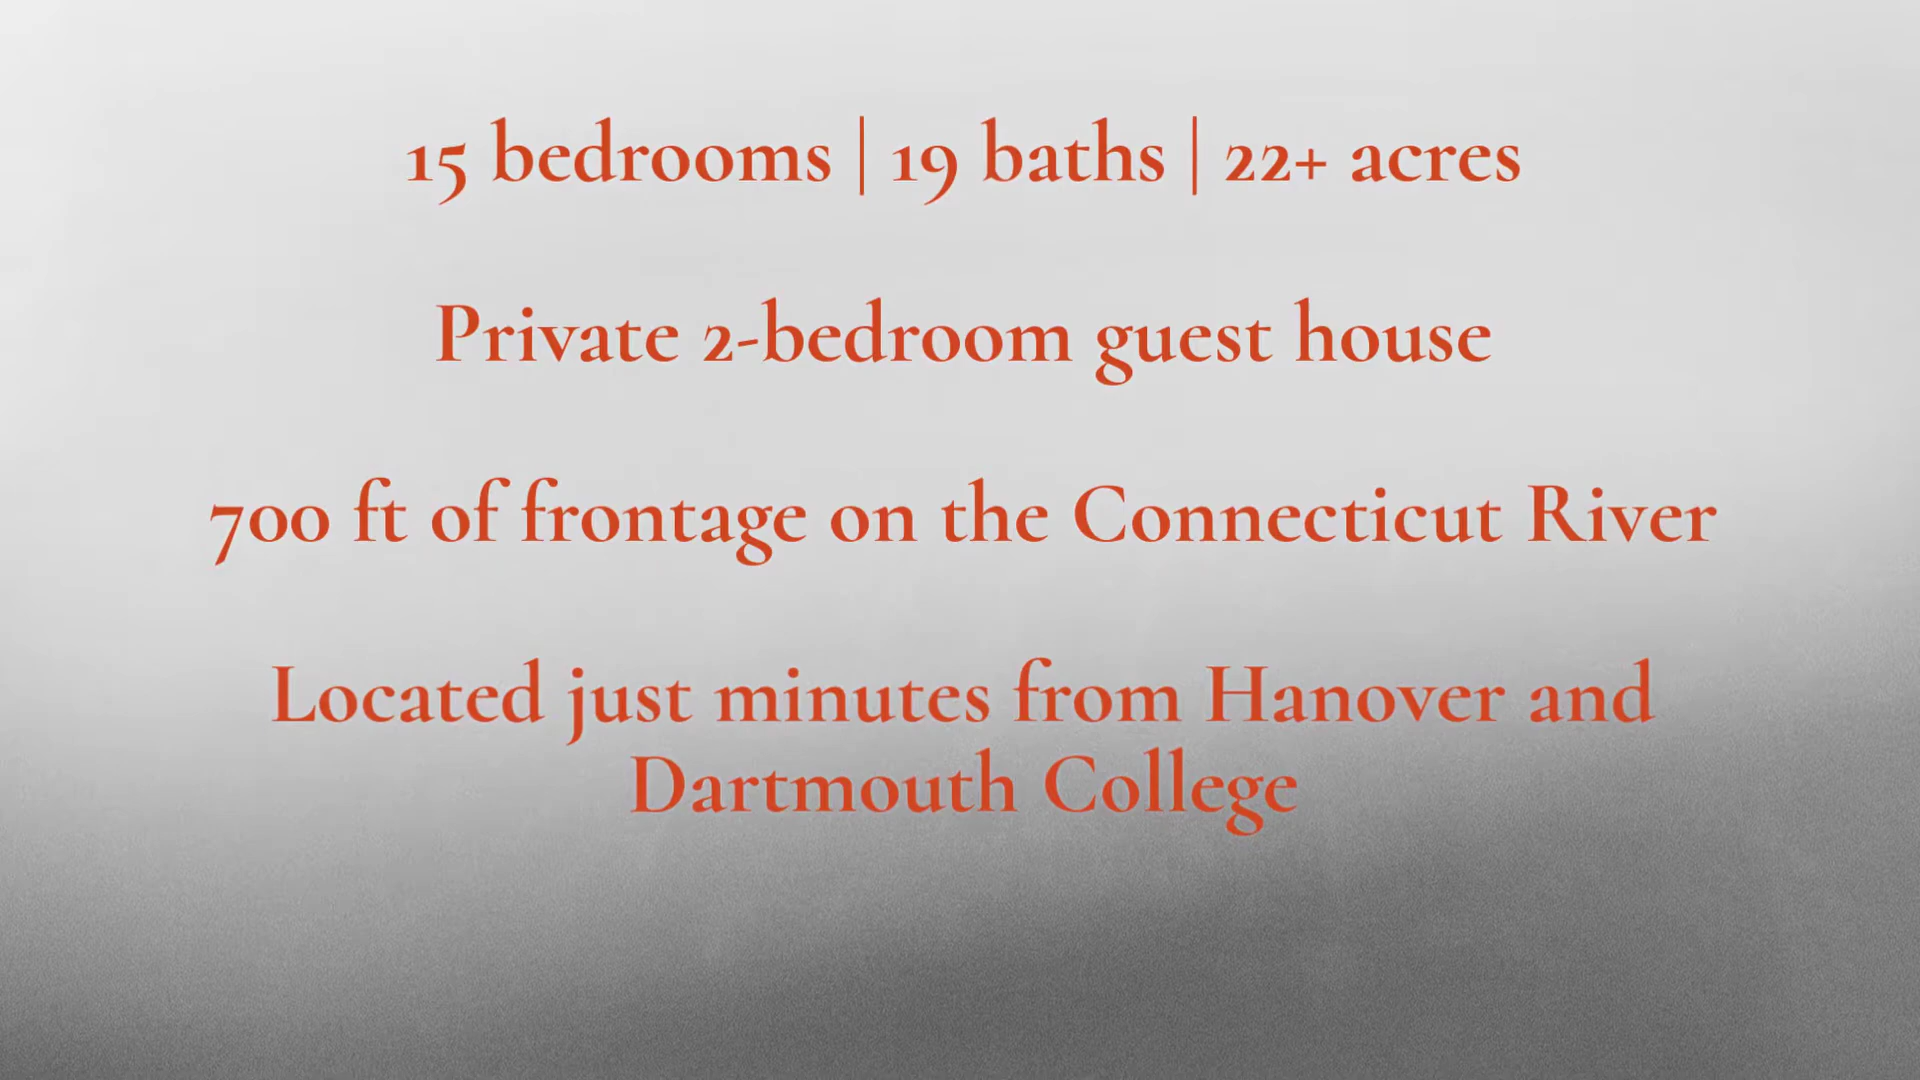 15 bedrooms | 19 baths | 22+ acres
Private 2-bedroom guest house
700 ft of frontage on the Connecticut River
Located just minutes from Hanover and
Dartmouth College